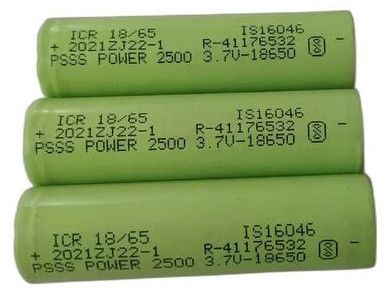 ICR 18/65 IS16046
+ 2021ZJ22-1 R-41176532 -
PSSS POWER 2500 3.7V-18650
ICR 18/65 IS16046
+ 2021ZJ22-1 R-41176532 -
PSSS POWER 2500 3.7V-18650
ICR 18/65 IS16046
+ 2021ZJ22-1 R-41176532 -
PSSS POWER 2500 3.7V-18650